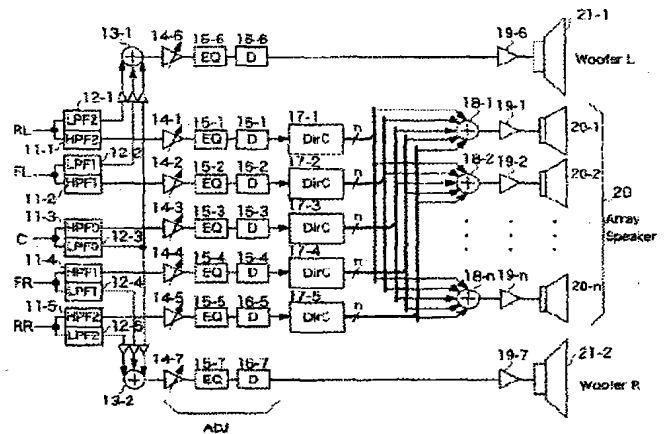 21-1
13-1 14-6 15-6 16-6 19-6
EQ D
Woofer L
12-1
LPF2
RL
HPF2
11-1
14-1 15-1 16-1 17-1
EQ D DirC n
18-1 19-1
20-1
12-2
LPF1
FL
HPF1
11-2
14-2 15-2 16-2 17-2
EQ D DirC n
18-2 19-2
20-2
11-3
HPF0
C
LPF0
12-3
14-3 15-3 16-3 17-3
EQ D DirC n
20
Array
Speaker
11-4
HPF1
FR
LPF1
12-4
14-4 15-4 16-4 17-4
EQ D DirC n
11-5
HPF2
RR
LPF2
12-5
14-5 15-5 16-5 17-5
EQ D DirC n
18-n 19-n
20-n
13-2 14-7 15-7 16-7 19-7
EQ D
21-2
Woofer R
ADJ